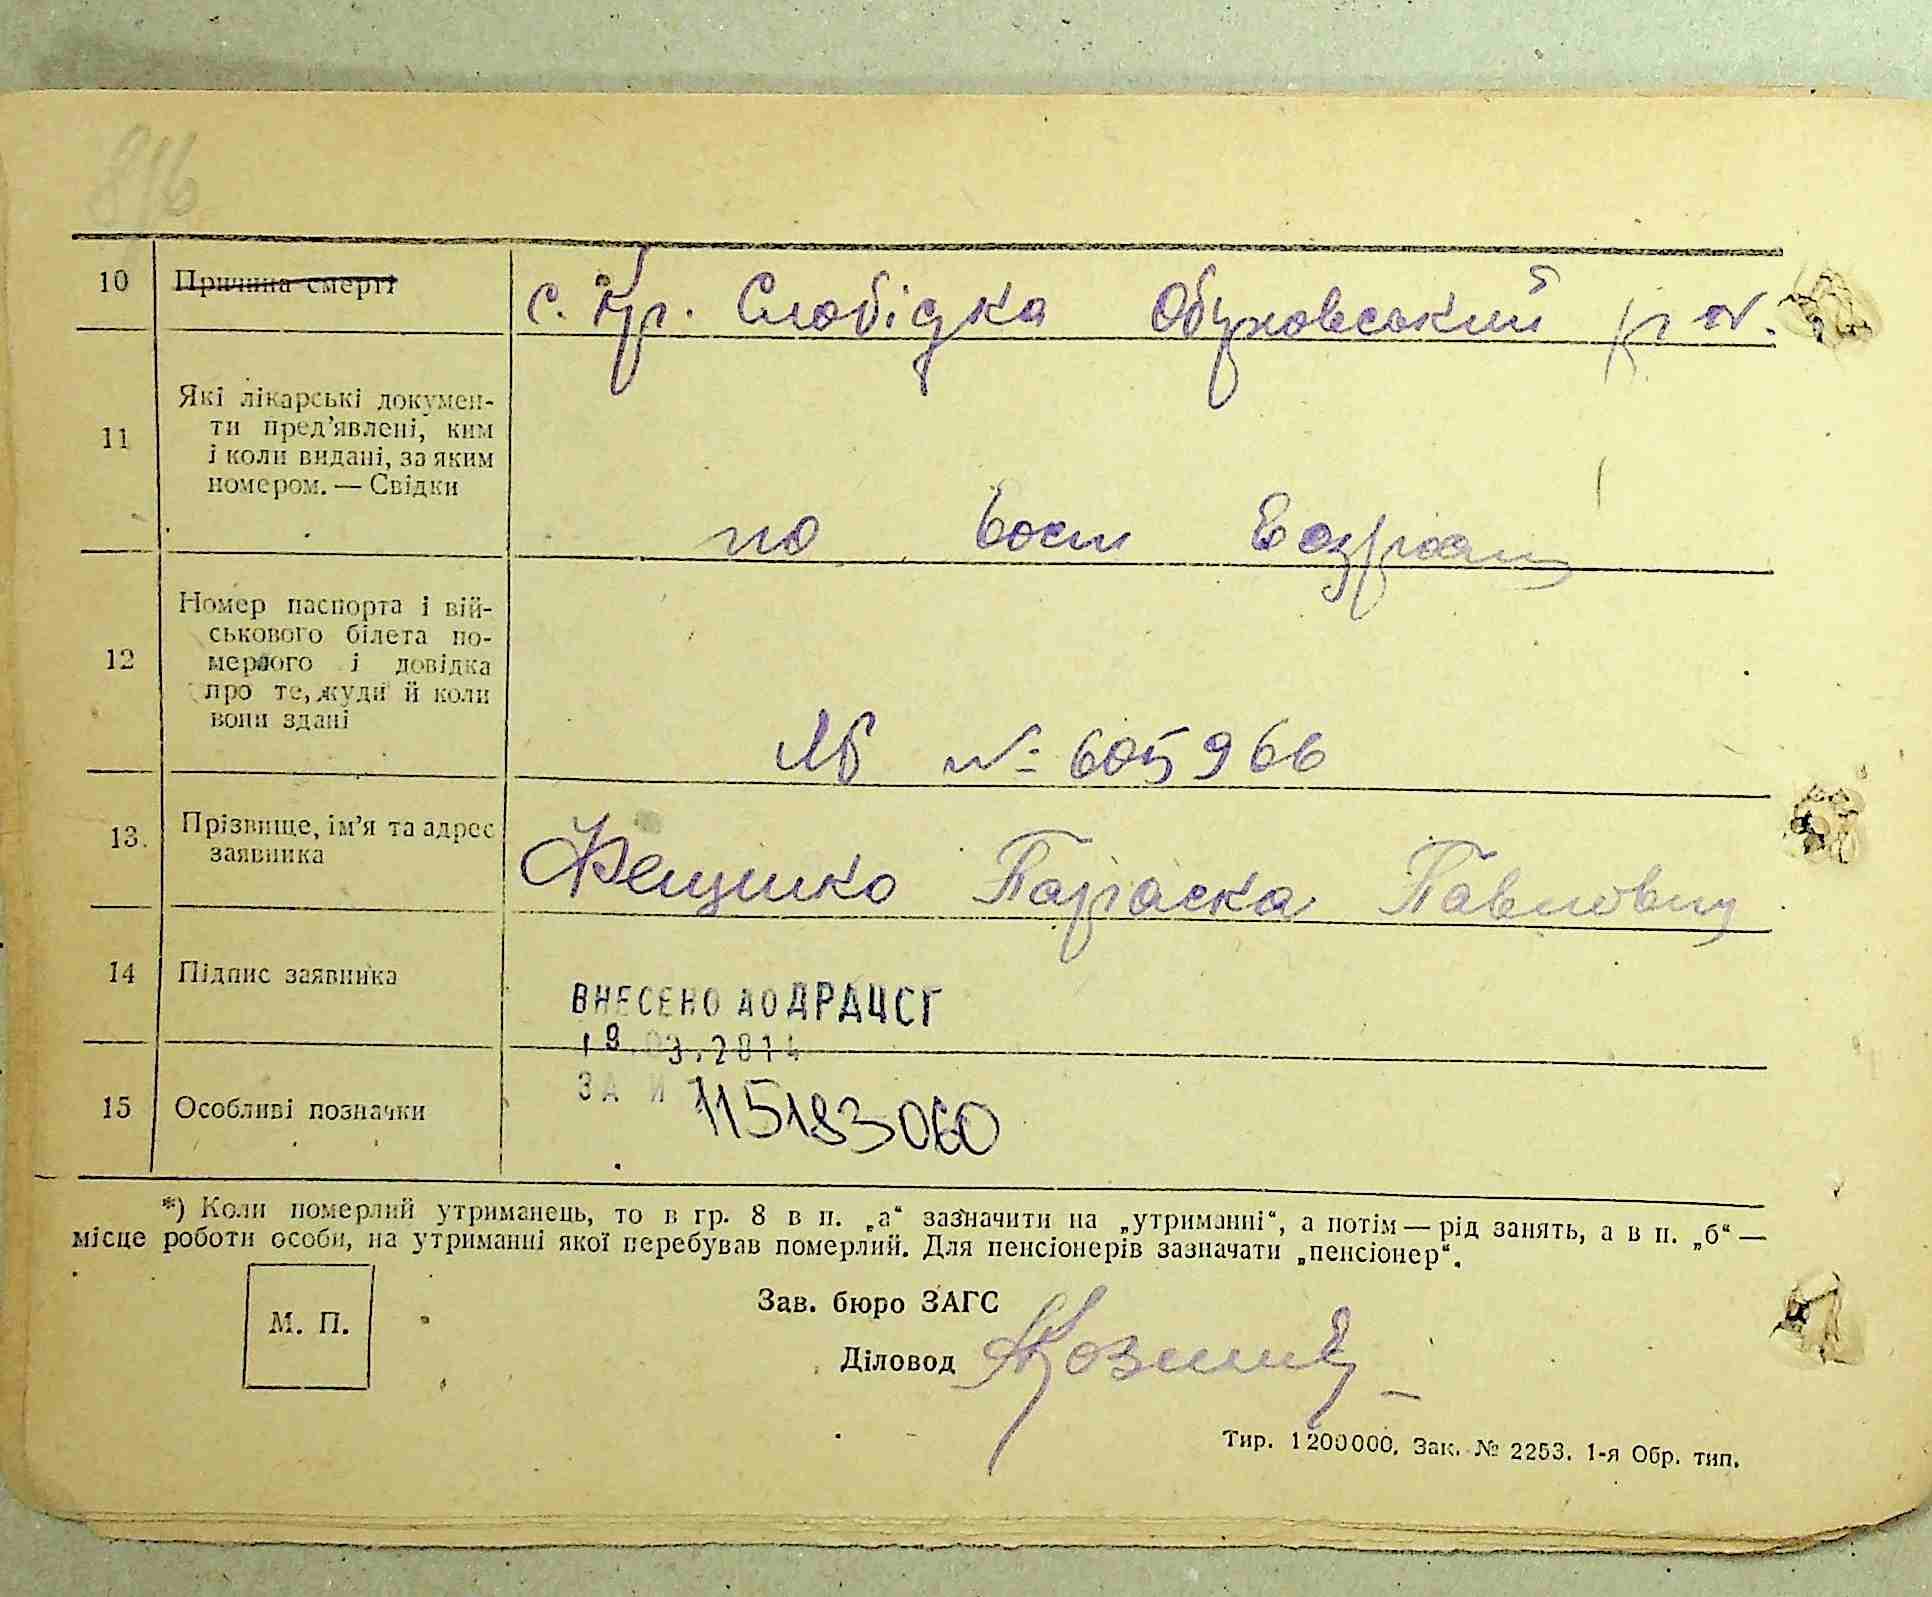 816
10 Причина смерті с. Кр. Слобідка Обуховський р-н.
11 Які лікарські докумен-
ти пред'явлені, ким
і коли видані, за яким
номером. — Свідки
по
12 Номер паспорта і вій-
ськового білета по-
мерлого і довідка
про те, куди й коли
вони здані
№ 605966
13. Прізвище, ім'я та адрес
заявника
Параска Павловна
14 Підпис заявника
ВНЕСЕНО ДО ДРАЦСГ
19.03.2014
ЗА №
15 Особливі позначки 115183060
*) Коли померлий утриманець, то в гр. 8 в п. „а“ зазначити на „утриманні“, а потім — рід занять, а в п. „б“ —
місце роботи особи, на утриманні якої перебував померлий. Для пенсіонерів зазначати „пенсіонер“.
М. П.
Зав. бюро ЗАГС
Діловод
Тир. 1200000. Зак. № 2253. 1-я Обр. тип.